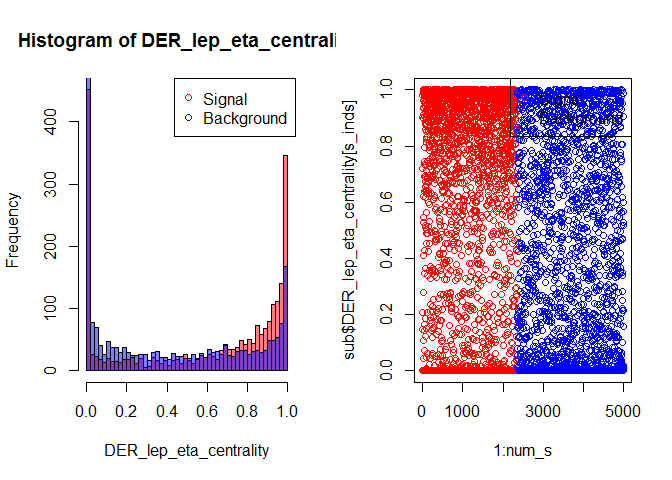 Histogram of DER_lep_eta_centrali
Signal
Background
Frequency
0
100
200
300
400
0.0
0.2
0.4
0.6
0.8
1.0
DER_lep_eta_centrality
Signal
Background
sub$DER_lep_eta_centrality[s_inds]
0.0
0.2
0.4
0.6
0.8
1.0
0
1000
3000
5000
1:num_s